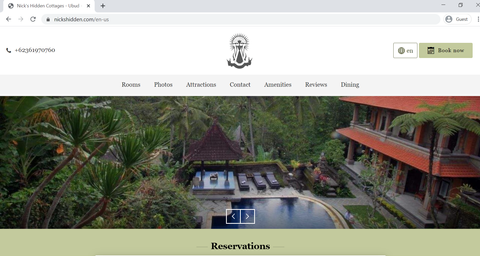 Nick's Hidden Cottages - Ubud
nickshidden.com/en-us
Guest
+62361970760
en
Book now
Rooms
Photos
Attractions
Contact
Amenities
Reviews
Dining
Reservations